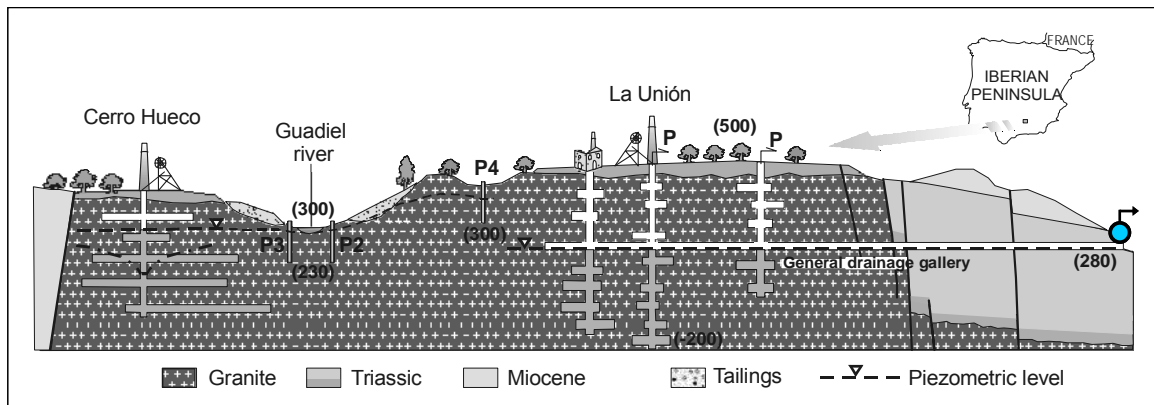 FRANCE
IBERIAN
PENINSULA
La Unión
Cerro Hueco
Guadiel
river
P
(500)
P
P4
(300)
P3
P2
(300)
(230)
General drainage gallery
(280)
(-200)
Granite
Triassic
Miocene
Tailings
Piezometric level